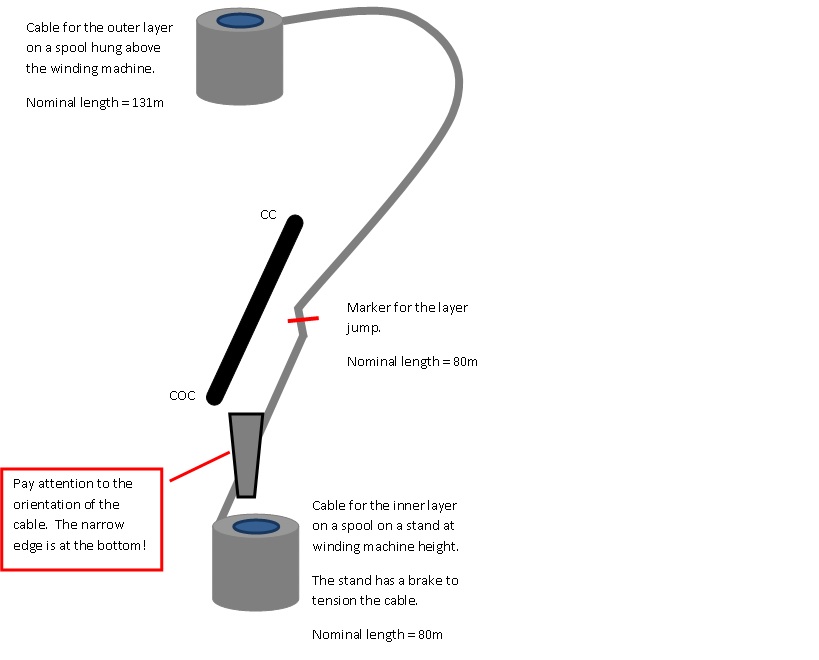 Cable for the outer layer
on a spool hung above
the winding machine.
Nominal length = 131m
CC
Marker for the layer
jump.
Nominal length = 80m
COC
Pay attention to the
orientation of the
cable.  The narrow
edge is at the bottom!
Cable for the inner layer
on a spool on a stand at
winding machine height.
The stand has a brake to
tension the cable.
Nominal length = 80m